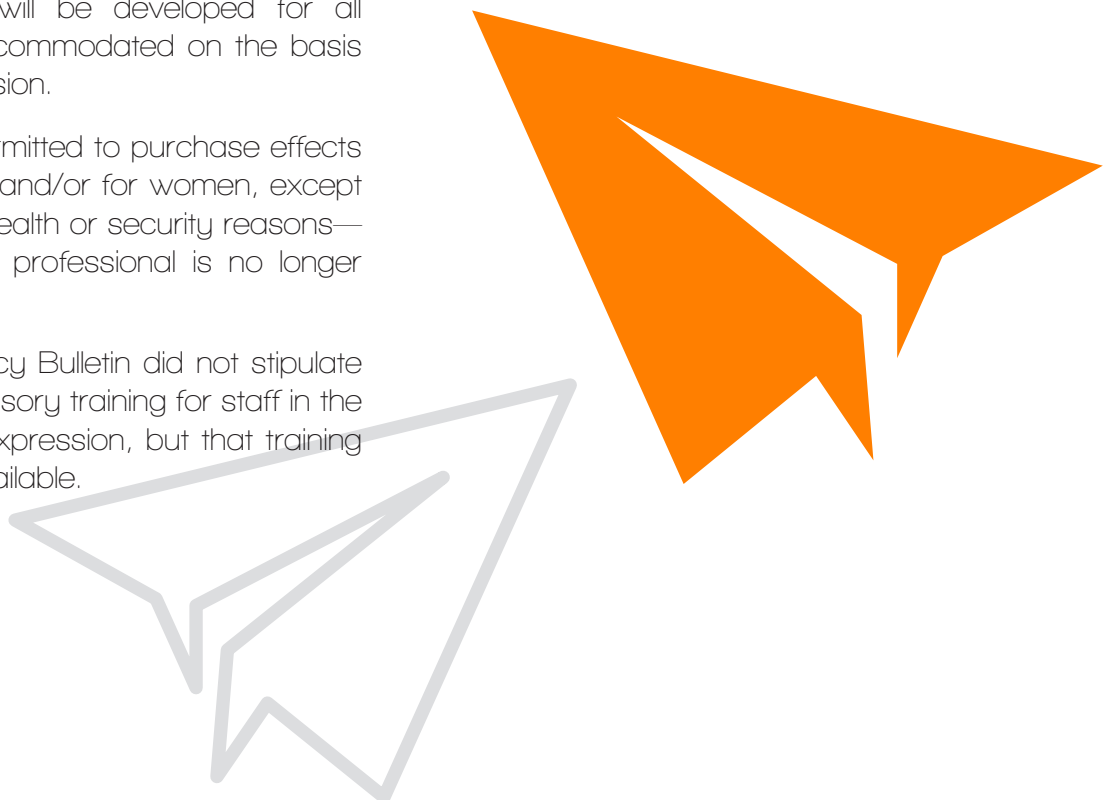 will be developed for all
commodated on the basis
sion.
mitted to purchase effects
and/or for women, except
ealth or security reasons—
professional is no longer
cy Bulletin did not stipulate
sory training for staff in the
xpression, but that training
ailable.